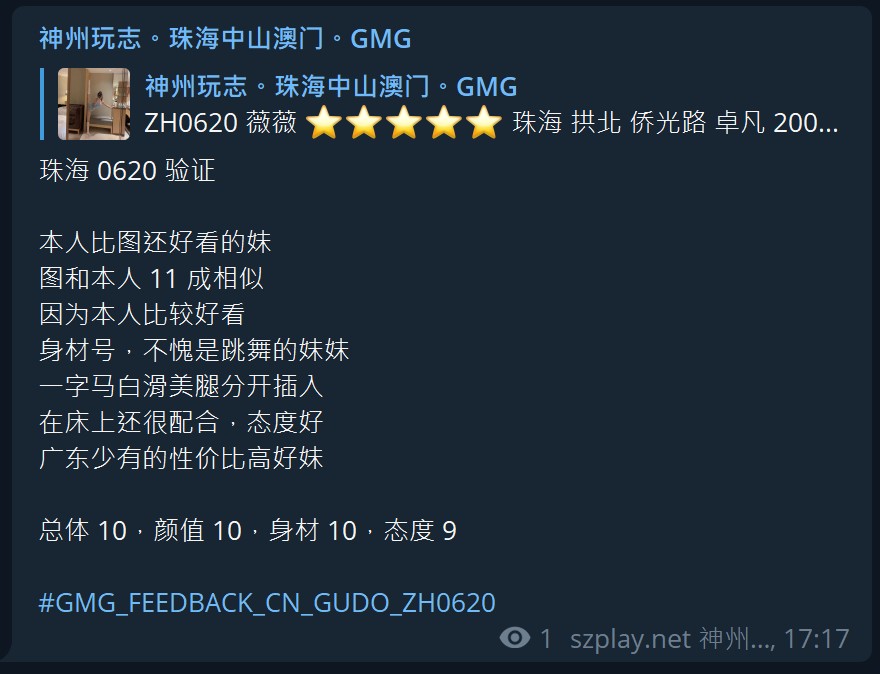 神州玩志。珠海中山澳门。GMG
神州玩志。珠海中山澳门。GMG
ZH0620 薇薇 ⭐⭐⭐⭐⭐ 珠海 拱北 侨光路 卓凡 200...
珠海 0620 验证
本人比图还好看的妹
图和本人 11 成相似
因为本人比较好看
身材号，不愧是跳舞的妹妹
一字马白滑美腿分开插入
在床上还很配合，态度好
广东少有的性价比高好妹
总体 10，颜值 10，身材 10，态度 9
#GMG_FEEDBACK_CN_GUDO_ZH0620
1 szplay.net 神州..., 17:17